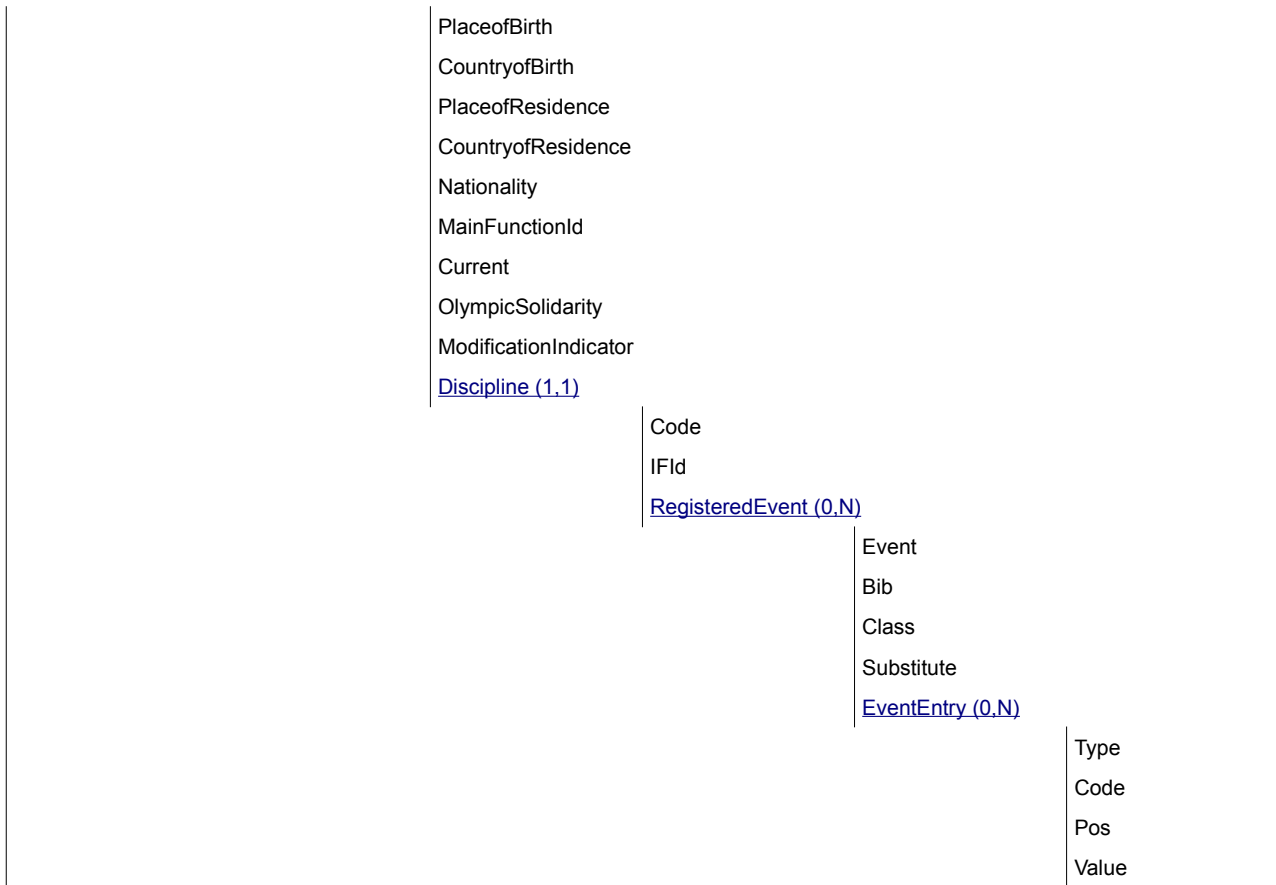 PlaceofBirth
CountryofBirth
PlaceofResidence
CountryofResidence
Nationality
MainFunctionId
Current
OlympicSolidarity
ModificationIndicator
Discipline (1,1)
Code
IFId
RegisteredEvent (0,N)
Event
Bib
Class
Substitute
EventEntry (0,N)
Type
Code
Pos
Value